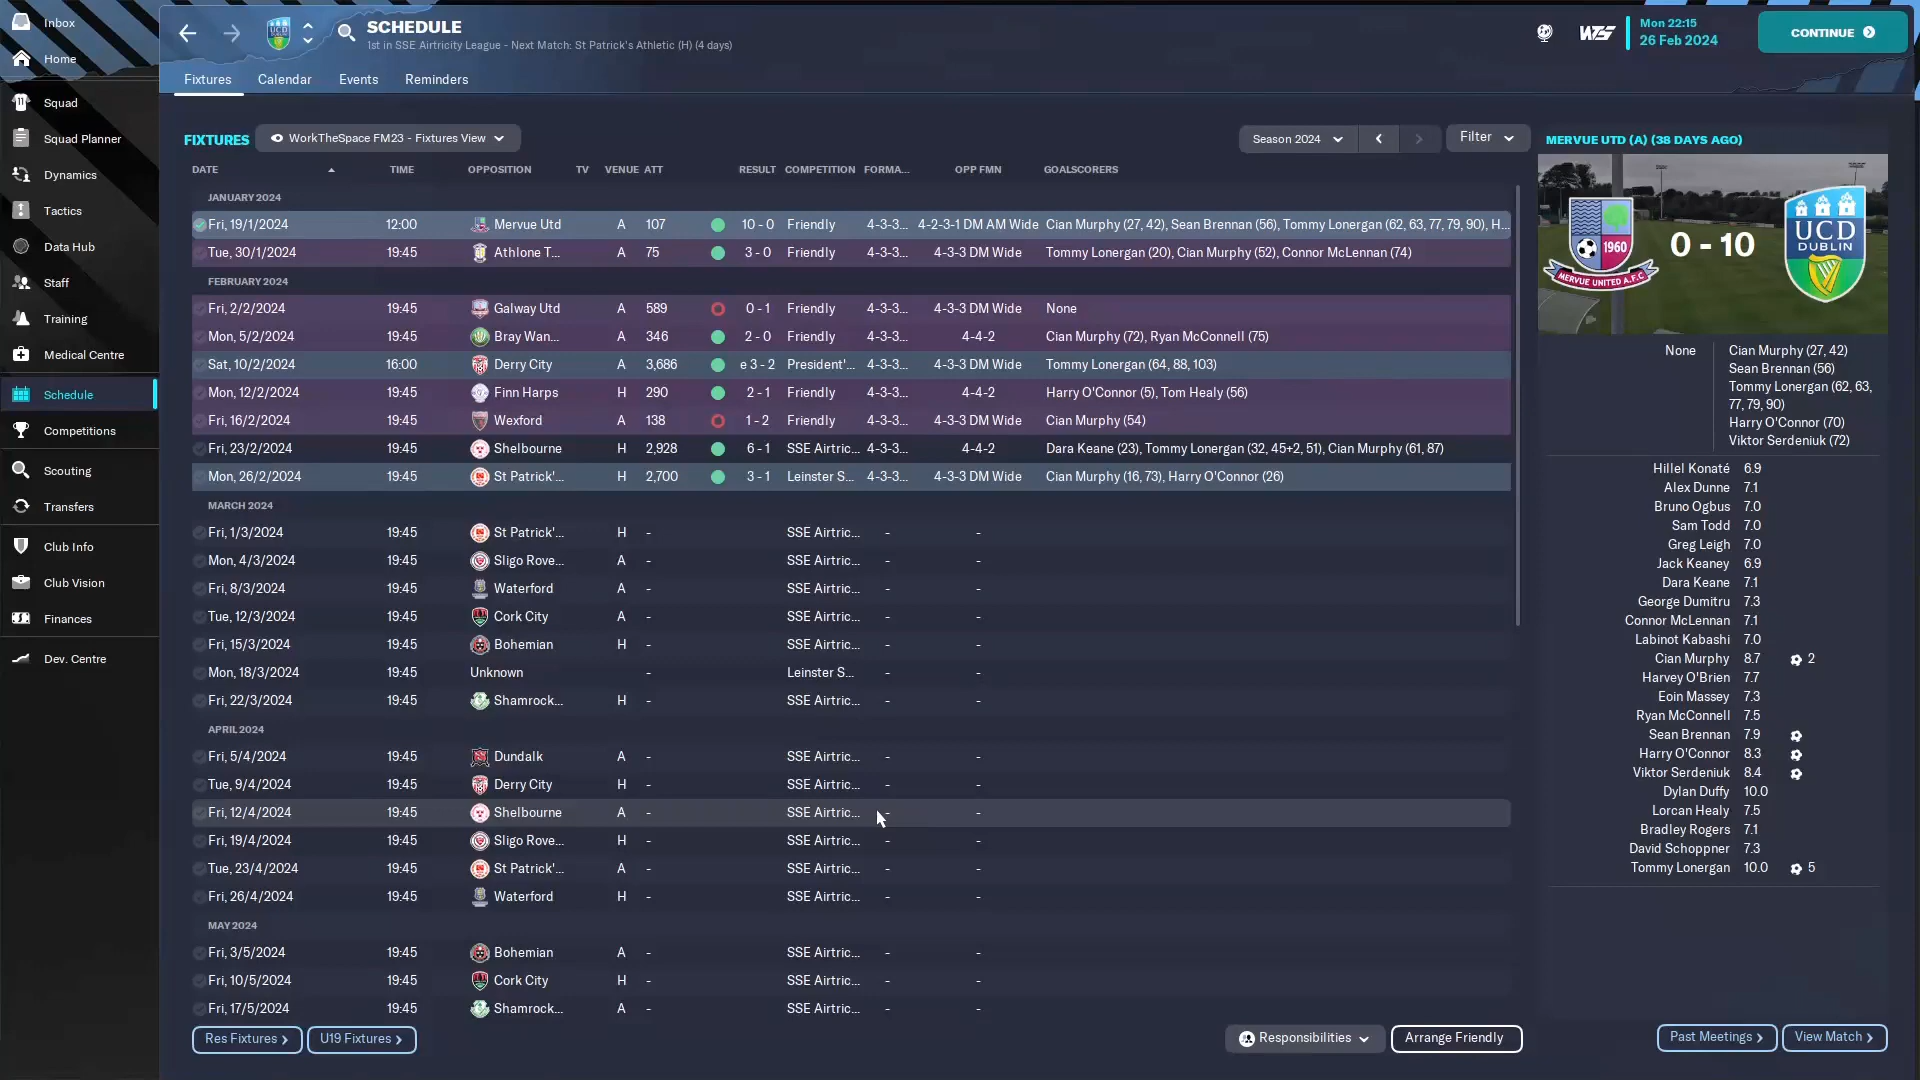 Inbox
Home
Squad
Squad Planner
Dynamics
Tactics
Data Hub
Staff
Training
Medical Centre
Schedule
Competitions
Scouting
Transfers
Club Info
Club Vision
Finances
Dev. Centre
UCD
DUBLIN
SCHEDULE
1st in SSE Airtricity League - Next Match: St Patrick's Athletic (H) (4 days)
WTS
Mon 22:15
26 Feb 2024
CONTINUE
Fixtures Calendar Events Reminders
FIXTURES WorkTheSpace FM23 - Fixtures View Season 2024 Filter
DATE TIME OPPOSITION TV VENUE ATT RESULT COMPETITION FORMA... OPP FMN GOALSCORERS
JANUARY 2024
Fri, 19/1/2024 12:00 Mervue Utd A 107 10 - 0 Friendly 4-3-3... 4-2-3-1 DM AM Wide Cian Murphy (27, 42), Sean Brennan (56), Tommy Lonergan (62, 63, 77, 79, 90), H...
Tue, 30/1/2024 19:45 Athlone T... A 75 3 - 0 Friendly 4-3-3... 4-3-3 DM Wide Tommy Lonergan (20), Cian Murphy (52), Connor McLennan (74)
FEBRUARY 2024
Fri, 2/2/2024 19:45 Galway Utd A 589 0 - 1 Friendly 4-3-3... 4-3-3 DM Wide None
Mon, 5/2/2024 19:45 Bray Wan... A 346 2 - 0 Friendly 4-3-3... 4-4-2 Cian Murphy (72), Ryan McConnell (75)
Sat, 10/2/2024 16:00 Derry City A 3,686 e 3 - 2 President'... 4-3-3... 4-3-3 DM Wide Tommy Lonergan (64, 88, 103)
Mon, 12/2/2024 19:45 Finn Harps H 290 2 - 1 Friendly 4-3-3... 4-4-2 Harry O'Connor (5), Tom Healy (56)
Fri, 16/2/2024 19:45 Wexford A 138 1 - 2 Friendly 4-3-3... 4-3-3 DM Wide Cian Murphy (54)
Fri, 23/2/2024 19:45 Shelbourne H 2,928 6 - 1 SSE Airtric... 4-3-3... 4-4-2 Dara Keane (23), Tommy Lonergan (32, 45+2, 51), Cian Murphy (61, 87)
Mon, 26/2/2024 19:45 St Patrick'... H 2,700 3 - 1 Leinster S... 4-3-3... 4-3-3 DM Wide Cian Murphy (16, 73), Harry O'Connor (26)
MARCH 2024
Fri, 1/3/2024 19:45 St Patrick'... H - SSE Airtric... - -
Mon, 4/3/2024 19:45 Sligo Rove... A - SSE Airtric... - -
Fri, 8/3/2024 19:45 Waterford A - SSE Airtric... - -
Tue, 12/3/2024 19:45 Cork City A - SSE Airtric... - -
Fri, 15/3/2024 19:45 Bohemian H - SSE Airtric... - -
Mon, 18/3/2024 19:45 Unknown - Leinster S... - -
Fri, 22/3/2024 19:45 Shamrock... H - SSE Airtric... - -
APRIL 2024
Fri, 5/4/2024 19:45 Dundalk A - SSE Airtric... - -
Tue, 9/4/2024 19:45 Derry City H - SSE Airtric... - -
Fri, 12/4/2024 19:45 Shelbourne A - SSE Airtric... - -
Fri, 19/4/2024 19:45 Sligo Rove... H - SSE Airtric... - -
Tue, 23/4/2024 19:45 St Patrick'... A - SSE Airtric... - -
Fri, 26/4/2024 19:45 Waterford H - SSE Airtric... - -
MAY 2024
Fri, 3/5/2024 19:45 Bohemian A - SSE Airtric... - -
Fri, 10/5/2024 19:45 Cork City H - SSE Airtric... - -
Fri, 17/5/2024 19:45 Shamrock... A - SSE Airtric... - -
Res Fixtures U19 Fixtures Responsibilities Arrange Friendly
MERVUE UTD (A) (38 DAYS AGO)
1960
MERVUE UNITED A.F.C
0 - 10
UCD
DUBLIN
None
Cian Murphy (27, 42)
Sean Brennan (56)
Tommy Lonergan (62, 63,
77, 79, 90)
Harry O'Connor (70)
Viktor Serdeniuk (72)
Hillel Konaté 6.9
Alex Dunne 7.1
Bruno Ogbus 7.0
Sam Todd 7.0
Greg Leigh 7.0
Jack Keaney 6.9
Dara Keane 7.1
George Dumitru 7.3
Connor McLennan 7.1
Labinot Kabashi 7.0
Cian Murphy 8.7 2
Harvey O'Brien 7.7
Eoin Massey 7.3
Ryan McConnell 7.5
Sean Brennan 7.9
Harry O'Connor 8.3
Viktor Serdeniuk 8.4
Dylan Duffy 10.0
Lorcan Healy 7.5
Bradley Rogers 7.1
David Schoppner 7.3
Tommy Lonergan 10.0 5
Past Meetings View Match